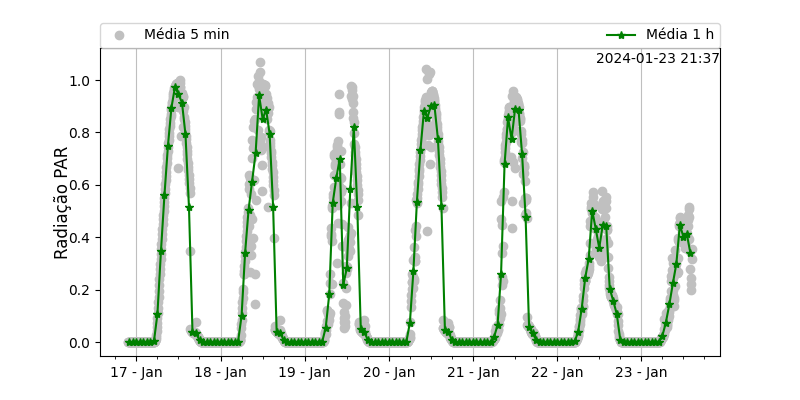 Média 5 min
Média 1 h
2024-01-23 21:37
Radiação PAR
1.0
0.8
0.6
0.4
0.2
0.0
17 - Jan
18 - Jan
19 - Jan
20 - Jan
21 - Jan
22 - Jan
23 - Jan